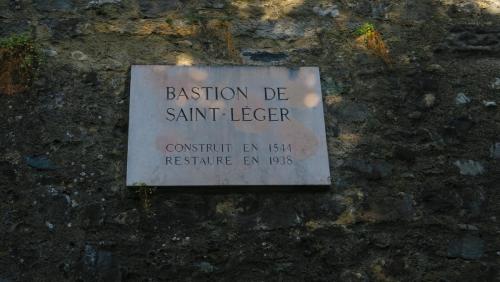 BASTION DE
SAINT·LÉGER
CONSTRUIT EN 1544
RESTAURÉ EN 1938